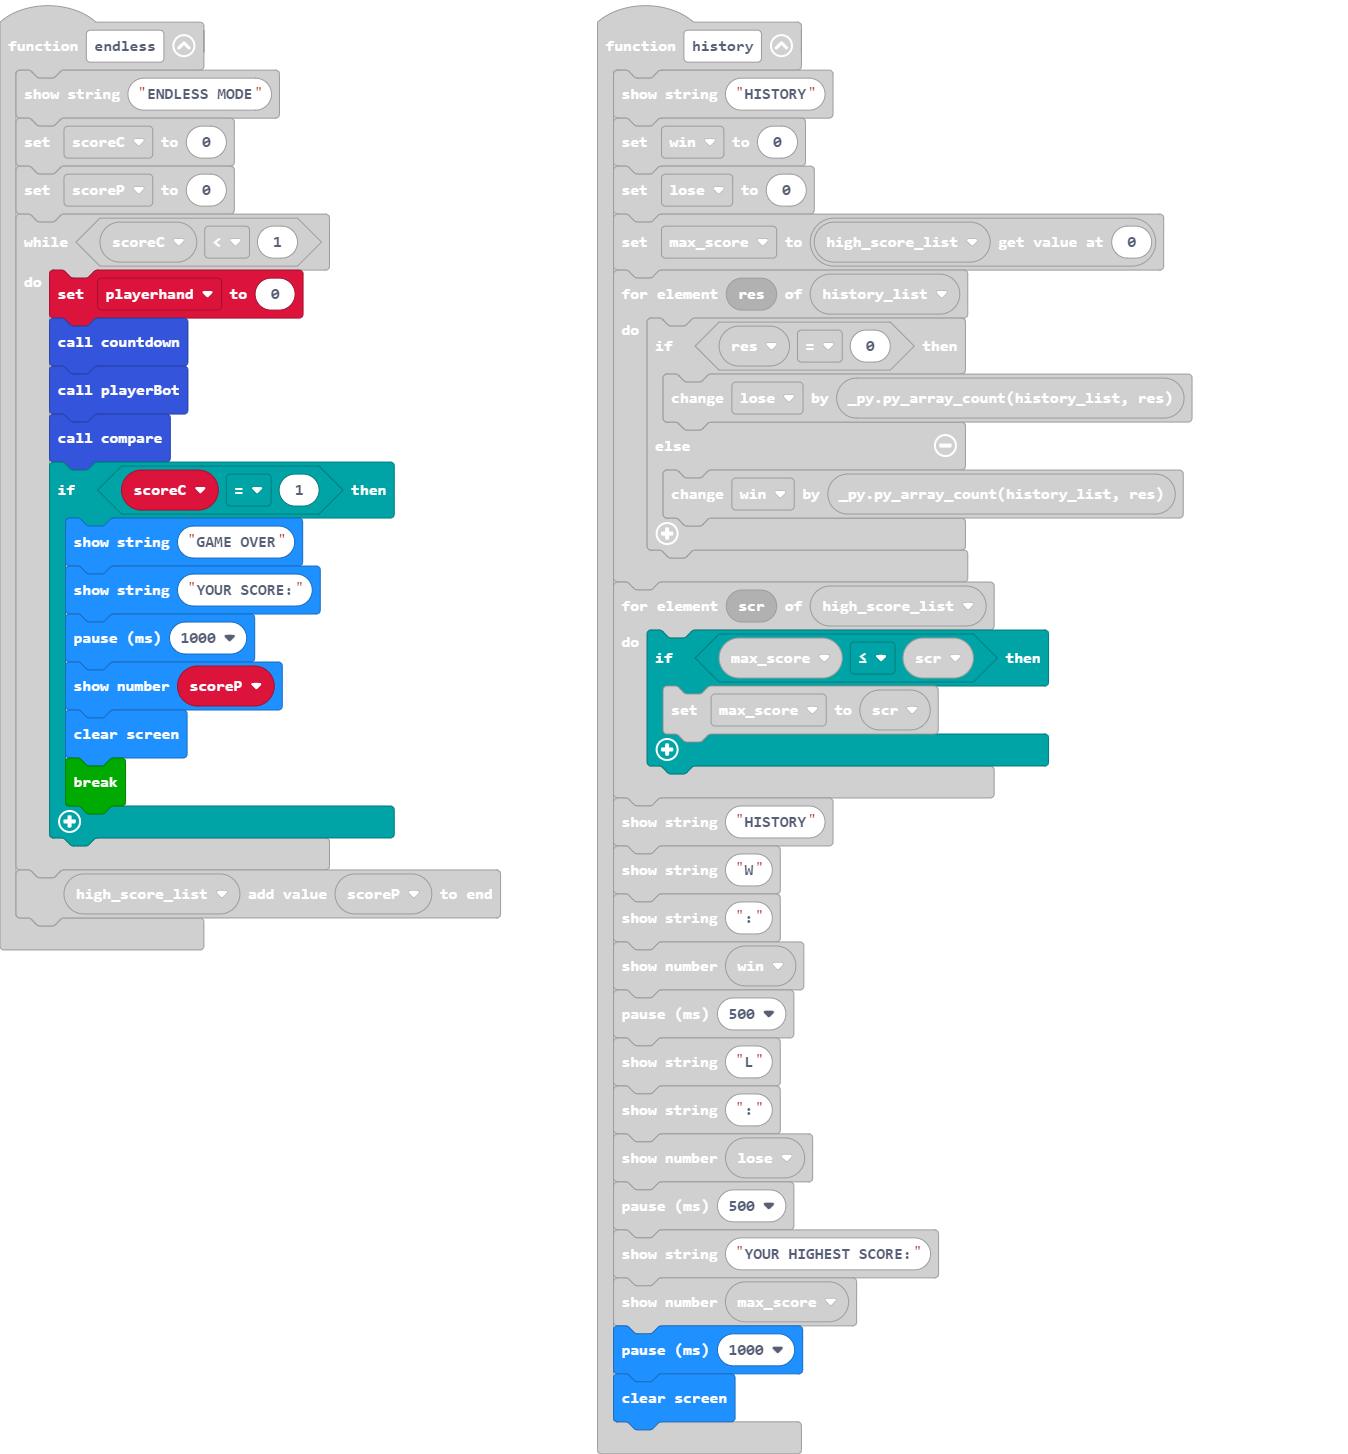 function endless
show string "ENDLESS MODE"
set scoreC to 0
set scoreP to 0
while scoreC < 1
do
set playerhand to 0
call countdown
call playerBot
call compare
if scoreC = 1 then
show string "GAME OVER"
show string "YOUR SCORE:"
pause (ms) 1000
show number scoreP
clear screen
break
high_score_list add value scoreP to end
function history
show string "HISTORY"
set win to 0
set lose to 0
set max_score to high_score_list get value at 0
for element res of history_list
do
if res = 0 then
change lose by _py.py_array_count(history_list, res)
else
change win by _py.py_array_count(history_list, res)
for element scr of high_score_list
do
if max_score ≤ scr then
set max_score to scr
show string "HISTORY"
show string "W"
show string ":"
show number win
pause (ms) 500
show string "L"
show string ":"
show number lose
pause (ms) 500
show string "YOUR HIGHEST SCORE:"
show number max_score
pause (ms) 1000
clear screen